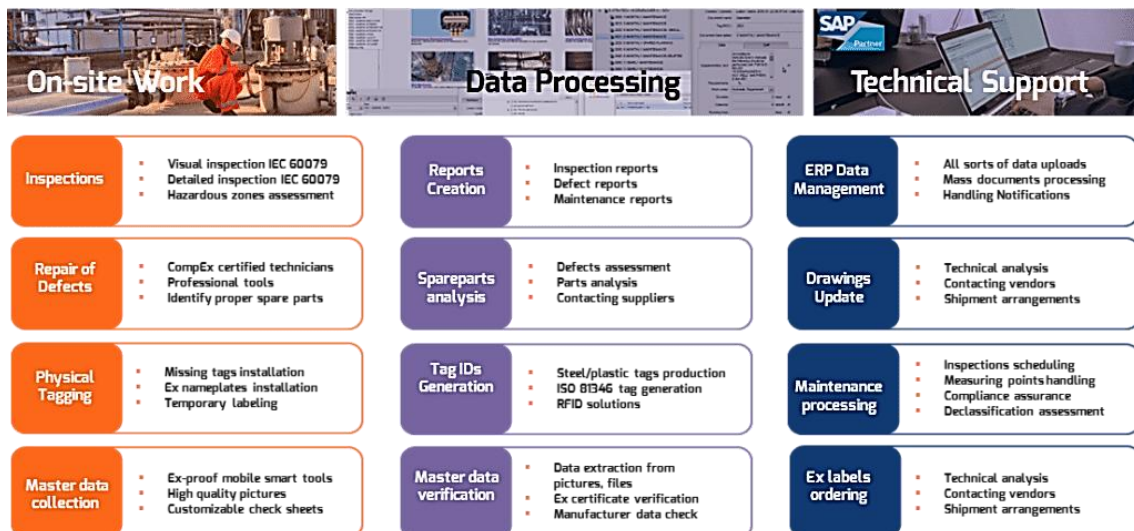 On-site Work
Data Processing
SAP
Partner
Technical Support
Inspections
Visual inspection IEC 60079
Detailed inspection IEC 60079
Hazardous zones assessment
Repair of
Defects
CompEx certified technicians
Professional tools
Identify proper spare parts
Physical
Tagging
Missing tags installation
Ex nameplates installation
Temporary labeling
Master data
collection
Ex-proof mobile smart tools
High quality pictures
Customizable check sheets
Reports
Creation
Inspection reports
Defect reports
Maintenance reports
Spareparts
analysis
Defects assessment
Parts analysis
Contacting suppliers
Tag IDs
Generation
Steel/plastic tags production
ISO 81346 tag generation
RFID solutions
Master data
verification
Data extraction from
pictures, files
Ex certificate verification
Manufacturer data check
ERP Data
Management
All sorts of data uploads
Mass documents processing
Handling Notifications
Drawings
Update
Technical analysis
Contacting vendors
Shipment arrangements
Maintenance
processing
Inspections scheduling
Measuring points handling
Compliance assurance
Declassification assessment
Ex labels
ordering
Technical analysis
Contacting vendors
Shipment arrangements